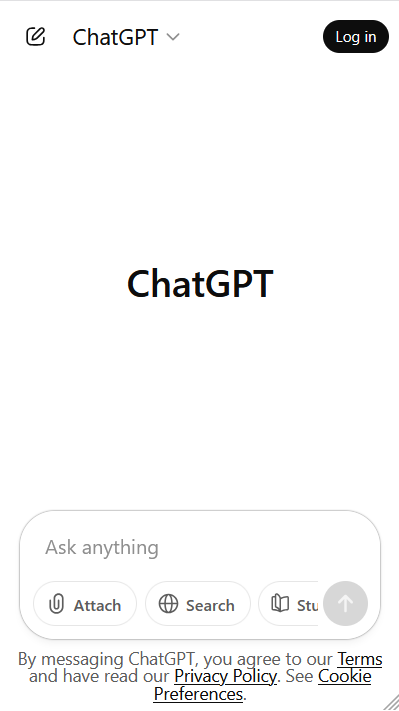 ChatGPT
Log in
ChatGPT
Ask anything
Attach
Search
Stu
By messaging ChatGPT, you agree to our Terms
and have read our Privacy Policy. See Cookie
Preferences.